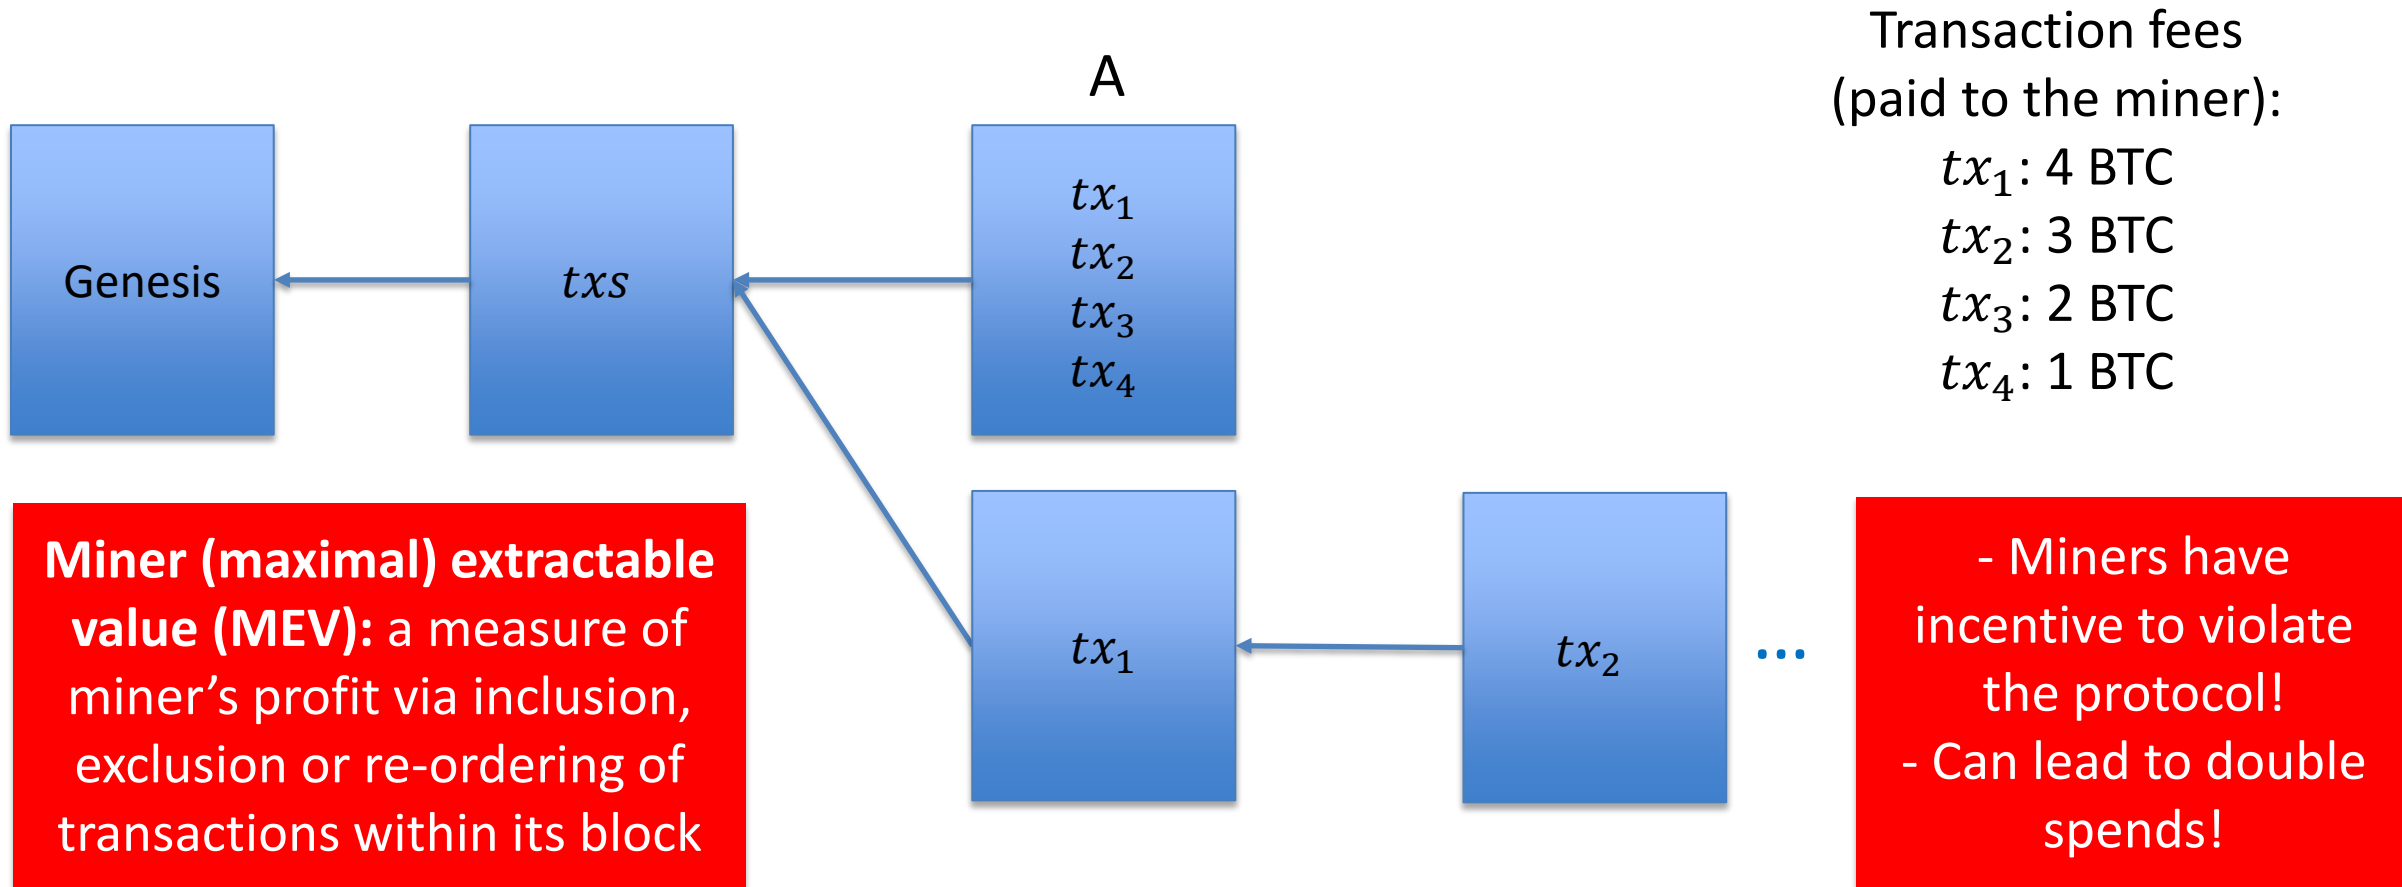 Transaction fees
(paid to the miner):
tx₁: 4 BTC
tx₂: 3 BTC
tx₃: 2 BTC
tx₄: 1 BTC
A
Genesis
txs
tx₁
tx₂
tx₃
tx₄
tx₁
tx₂
...
Miner (maximal) extractable
value (MEV): a measure of
miner’s profit via inclusion,
exclusion or re-ordering of
transactions within its block
- Miners have
incentive to violate
the protocol!
- Can lead to double
spends!